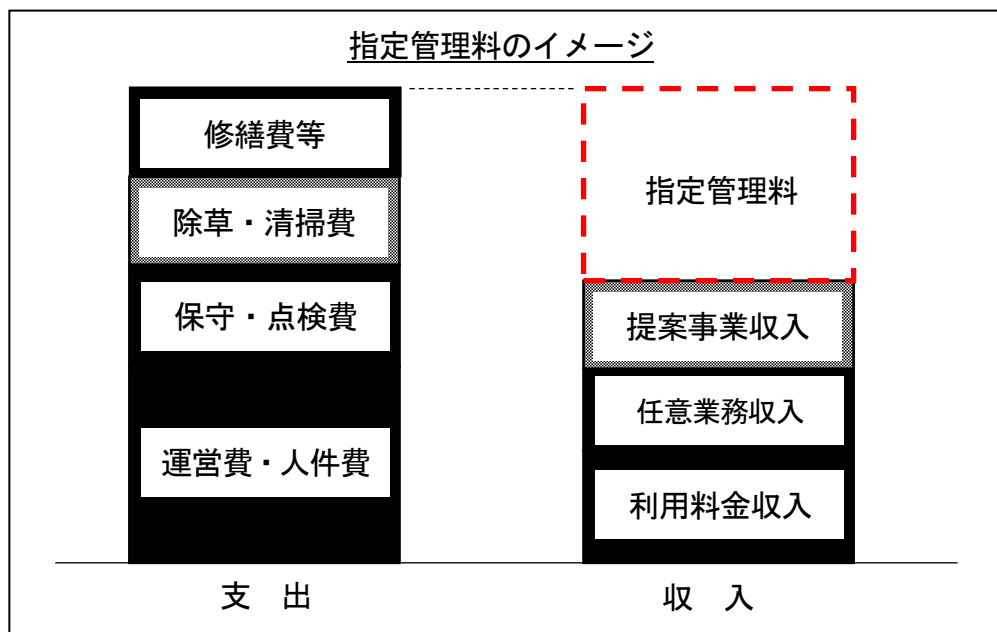 指定管理料のイメージ
修繕費等
除草・清掃費
保守・点検費
運営費・人件費
支 出
指定管理料
提案事業収入
任意業務収入
利用料金収入
収 入